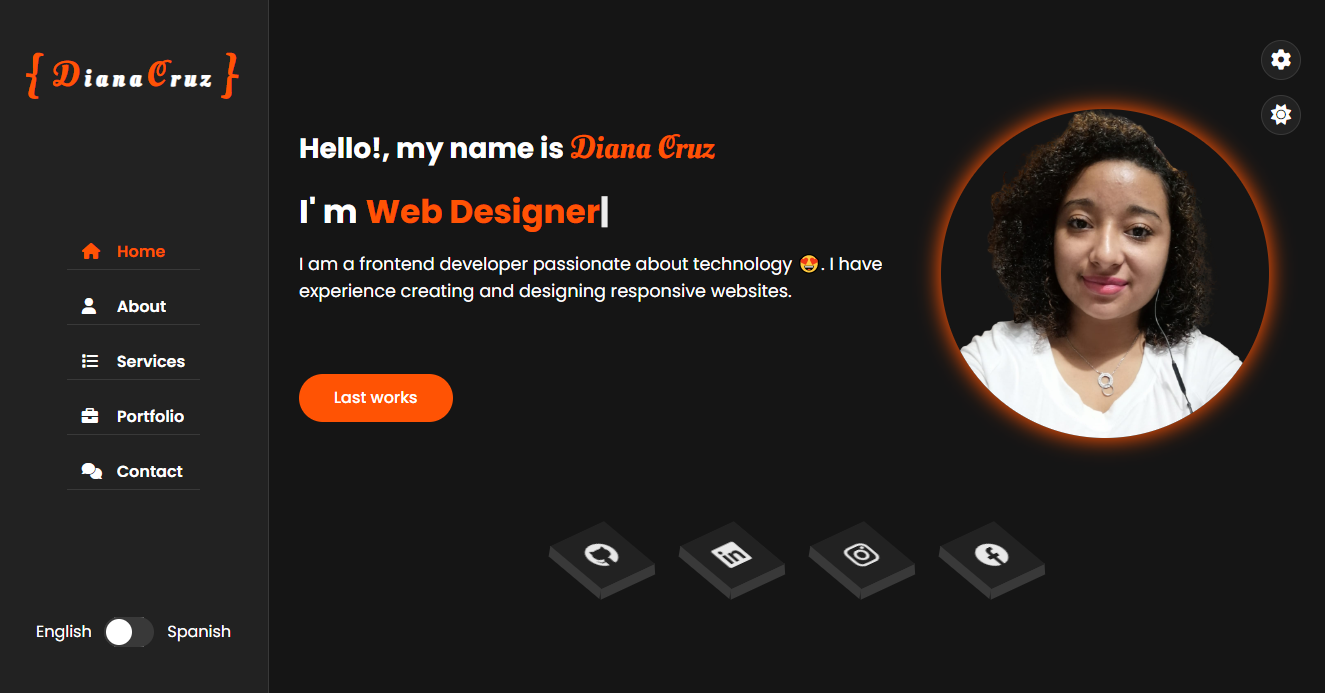 { DianaCruz }
Home
About
Services
Portfolio
Contact
English
Spanish
Hello!, my name is Diana Cruz
I' m Web Designer|
I am a frontend developer passionate about technology 😍. I have
experience creating and designing responsive websites.
Last works
in